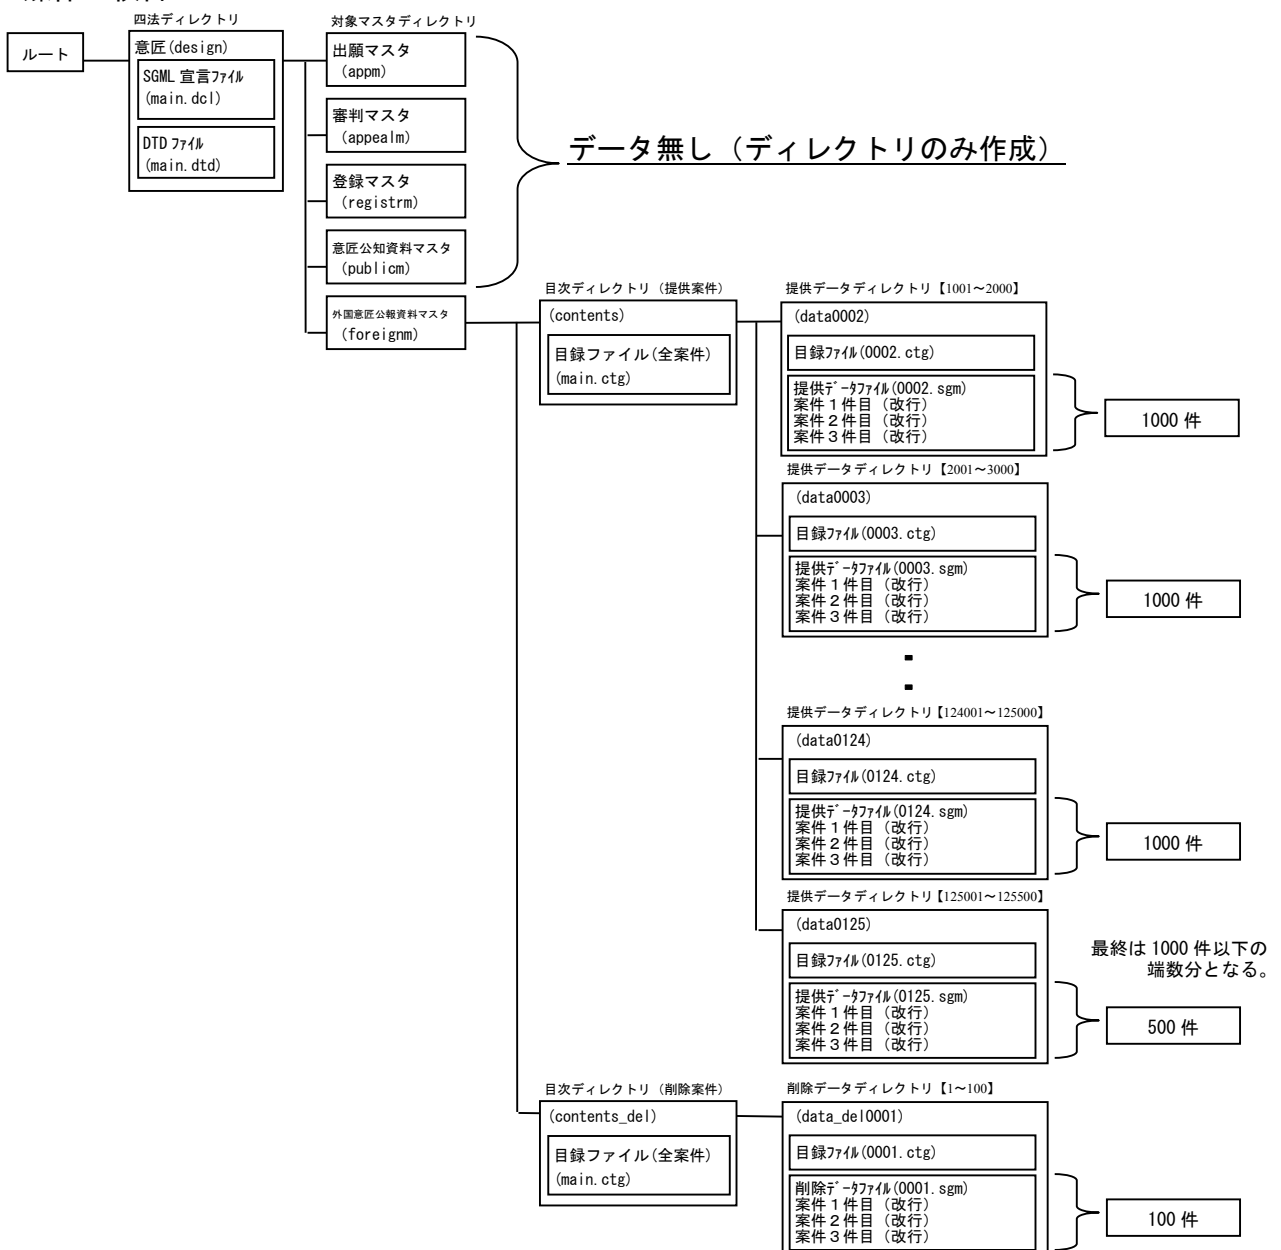 四法ディレクトリ
対象マスタディレクトリ
ルート
意匠(design)
SGML 宣言ﾌｧｲﾙ
(main.dcl)
DTD ﾌｧｲﾙ
(main.dtd)
出願マスタ
(appm)
審判マスタ
(appealm)
登録マスタ
(registrm)
意匠公知資料マスタ
(publicm)
外国意匠公報資料マスタ
(foreignm)
データ無し（ディレクトリのみ作成）
目次ディレクトリ（提供案件）
(contents)
目録ファイル(全案件)
(main.ctg)
提供データディレクトリ【1001～2000】
(data0002)
目録ﾌｧｲﾙ(0002.ctg)
提供ﾃﾞｰﾀﾌｧｲﾙ(0002.sgm)
案件１件目（改行）
案件２件目（改行）
案件３件目（改行）
1000 件
提供データディレクトリ【2001～3000】
(data0003)
目録ﾌｧｲﾙ(0003.ctg)
提供ﾃﾞｰﾀﾌｧｲﾙ(0003.sgm)
案件１件目（改行）
案件２件目（改行）
案件３件目（改行）
1000 件
提供データディレクトリ【124001～125000】
(data0124)
目録ﾌｧｲﾙ(0124.ctg)
提供ﾃﾞｰﾀﾌｧｲﾙ(0124.sgm)
案件１件目（改行）
案件２件目（改行）
案件３件目（改行）
1000 件
提供データディレクトリ【125001～125500】
(data0125)
目録ﾌｧｲﾙ(0125.ctg)
提供ﾃﾞｰﾀﾌｧｲﾙ(0125.sgm)
案件１件目（改行）
案件２件目（改行）
案件３件目（改行）
最終は 1000 件以下の
端数分となる。
500 件
目次ディレクトリ（削除案件）
(contents_del)
目録ファイル(全案件)
(main.ctg)
削除データディレクトリ【1～100】
(data_del0001)
目録ﾌｧｲﾙ(0001.ctg)
削除ﾃﾞｰﾀﾌｧｲﾙ(0001.sgm)
案件１件目（改行）
案件２件目（改行）
案件３件目（改行）
100 件